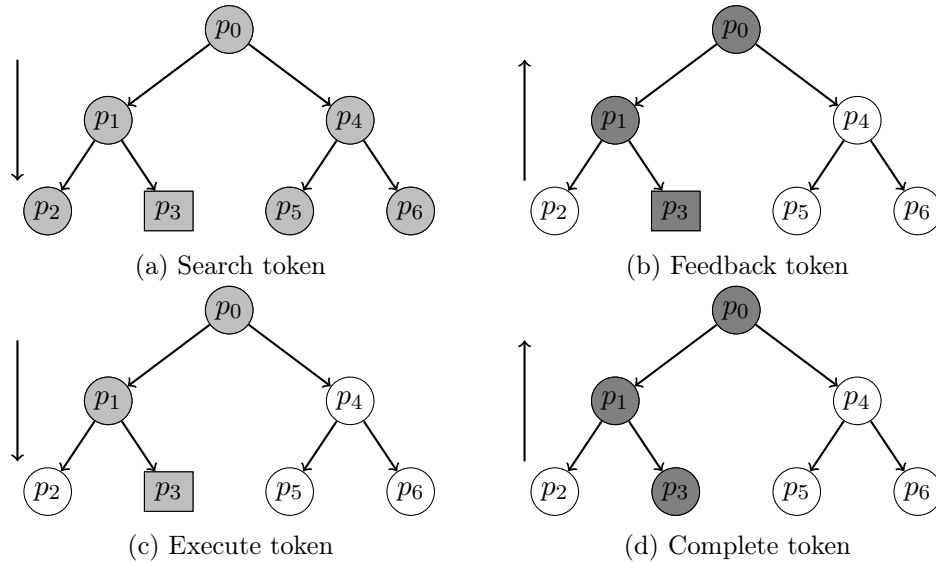 p0 p0
p1 p4 p1 p4
p2 p3 p5 p6 p2 p3 p5 p6
(a) Search token (b) Feedback token
p0 p0
p1 p4 p1 p4
p2 p3 p5 p6 p2 p3 p5 p6
(c) Execute token (d) Complete token